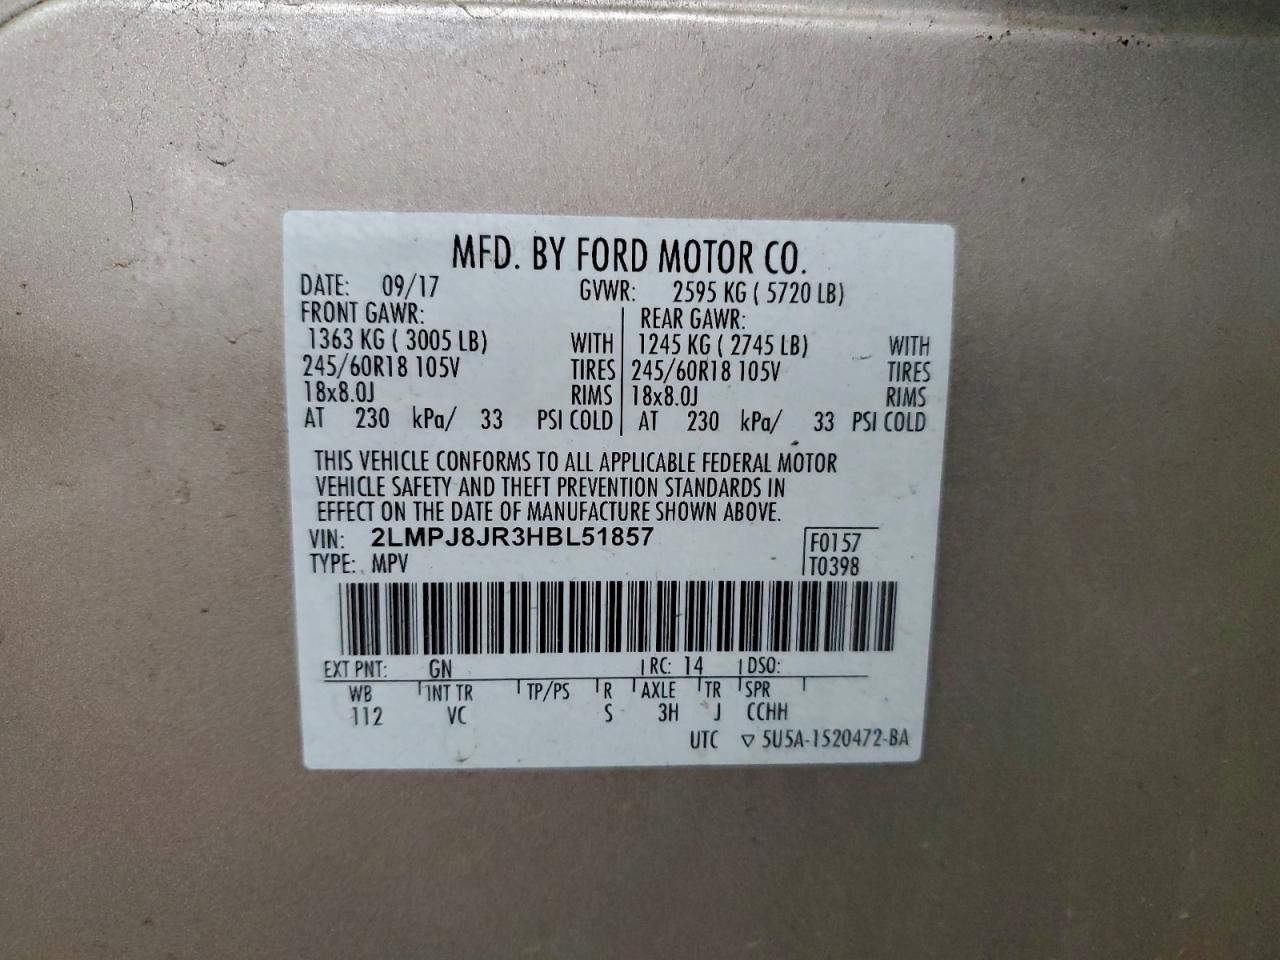 MFD. BY FORD MOTOR CO.
DATE: 09/17 GVWR: 2595 KG ( 5720 LB)
FRONT GAWR: REAR GAWR:
1363 KG ( 3005 LB) WITH 1245 KG ( 2745 LB) WITH
245/60R18 105V TIRES 245/60R18 105V TIRES
18x8.0J RIMS 18x8.0J RIMS
AT 230 kPa/ 33 PSI COLD AT 230 kPa/ 33 PSI COLD
THIS VEHICLE CONFORMS TO ALL APPLICABLE FEDERAL MOTOR
VEHICLE SAFETY AND THEFT PREVENTION STANDARDS IN
EFFECT ON THE DATE OF MANUFACTURE SHOWN ABOVE.
VIN: 2LMPJ8JR3HBL51857 F0157
TYPE: MPV T0398
EXT PNT: GN RC: 14 DSO:
WB INT TR TP/PS R AXLE TR SPR
112 VC S 3H J CCHH
UTC ▽ 5U5A-1520472-BA